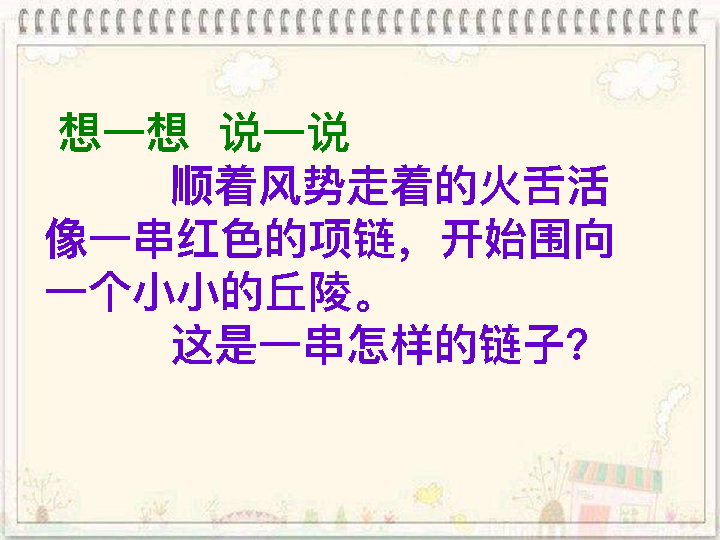 想一想 说一说
顺着风势走着的火舌活
像一串红色的项链，开始围向
一个小小的丘陵。
这是一串怎样的链子？